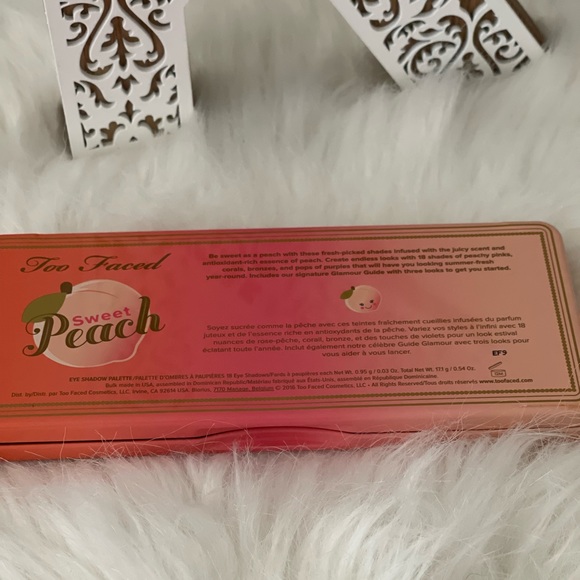 Too Faced
Sweet
Peach
Be sweet as a peach with these fresh-picked shades infused with the juicy scent and
antioxidant-rich essence of peach. Create endless looks with 18 shades of peachy pinks,
corals, bronzes, and pops of purples that will have you looking summer-fresh
year-round. Includes our signature Glamour Guide with three looks to get you started.
Soyez sucrée comme la pêche avec ces teintes fraîchement cueillies infusées du parfum
juteux et de l'essence riche en antioxydants de la pêche. Variez vos styles à l'infini avec 18
nuances de rose-pêche, corail, bronze, et des touches de violets pour un look estival
éclatant toute l'année. Inclut également notre célèbre Guide Glamour avec trois looks pour
vous aider à vous lancer.
EF9
EYE SHADOW PALETTE/PALETTE D'OMBRES À PAUPIÈRES 18 Eye Shadows/Fards à paupières each Net Wt. 0.95 g / 0.03 Oz. Total Net Wt. 17.1 g / 0.54 Oz.
Bulk made in USA, assembled in Dominican Republic/Matériau fabriqué aux États-Unis, assemblé en République Dominicaine.
Dist. by/Distr. par Too Faced Cosmetics, LLC, Irvine, CA 92614 USA. Borlux, 7170 Manage, Belgium. © 2016 Too Faced Cosmetics, LLC - All Rights Reserved/Tous droits réservés www.toofaced.com